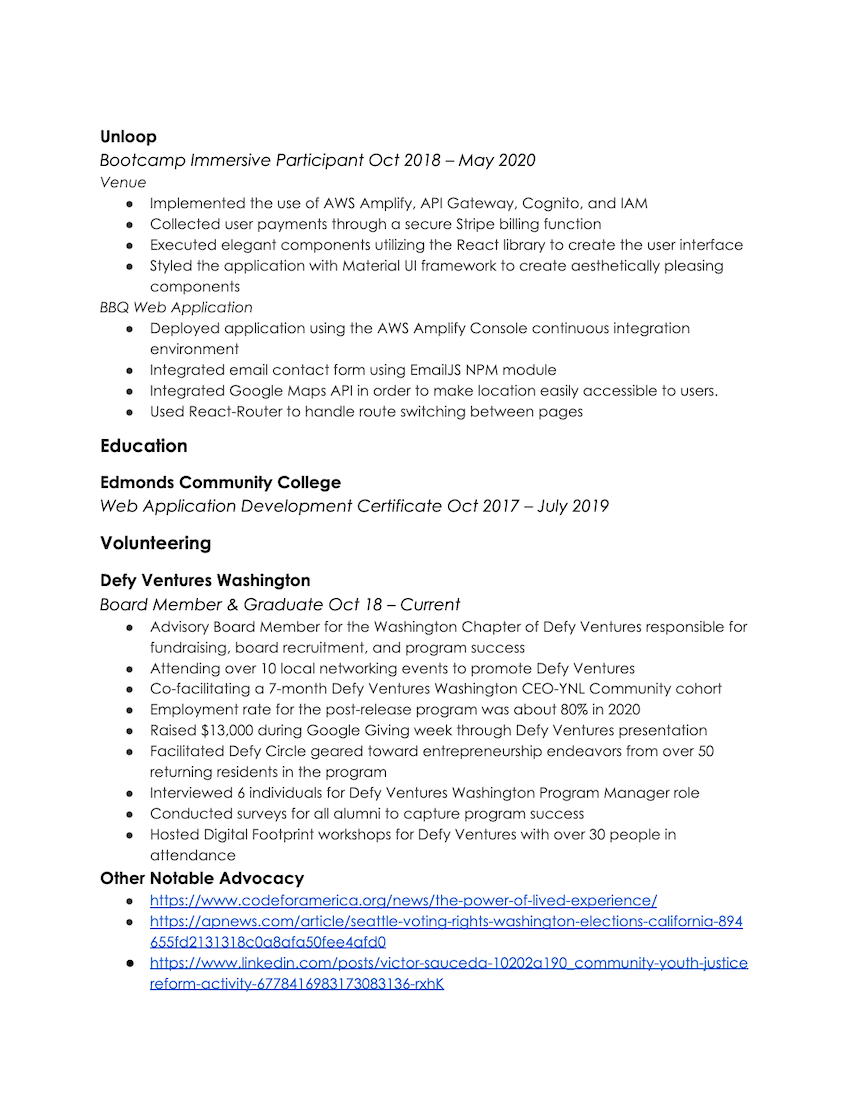 Unloop
Bootcamp Immersive Participant Oct 2018 – May 2020
Venue
● Implemented the use of AWS Amplify, API Gateway, Cognito, and IAM
● Collected user payments through a secure Stripe billing function
● Executed elegant components utilizing the React library to create the user interface
● Styled the application with Material UI framework to create aesthetically pleasing
components
BBQ Web Application
● Deployed application using the AWS Amplify Console continuous integration
environment
● Integrated email contact form using EmailJS NPM module
● Integrated Google Maps API in order to make location easily accessible to users.
● Used React-Router to handle route switching between pages
Education
Edmonds Community College
Web Application Development Certificate Oct 2017 – July 2019
Volunteering
Defy Ventures Washington
Board Member & Graduate Oct 18 – Current
● Advisory Board Member for the Washington Chapter of Defy Ventures responsible for
fundraising, board recruitment, and program success
● Attending over 10 local networking events to promote Defy Ventures
● Co-facilitating a 7-month Defy Ventures Washington CEO-YNL Community cohort
● Employment rate for the post-release program was about 80% in 2020
● Raised $13,000 during Google Giving week through Defy Ventures presentation
● Facilitated Defy Circle geared toward entrepreneurship endeavors from over 50
returning residents in the program
● Interviewed 6 individuals for Defy Ventures Washington Program Manager role
● Conducted surveys for all alumni to capture program success
● Hosted Digital Footprint workshops for Defy Ventures with over 30 people in
attendance
Other Notable Advocacy
● https://www.codeforamerica.org/news/the-power-of-lived-experience/
● https://apnews.com/article/seattle-voting-rights-washington-elections-california-894
655fd2131318c0a8afa50fee4afd0
● https://www.linkedin.com/posts/victor-sauceda-10202a190_community-youth-justice
reform-activity-6778416983173083136-rxhK